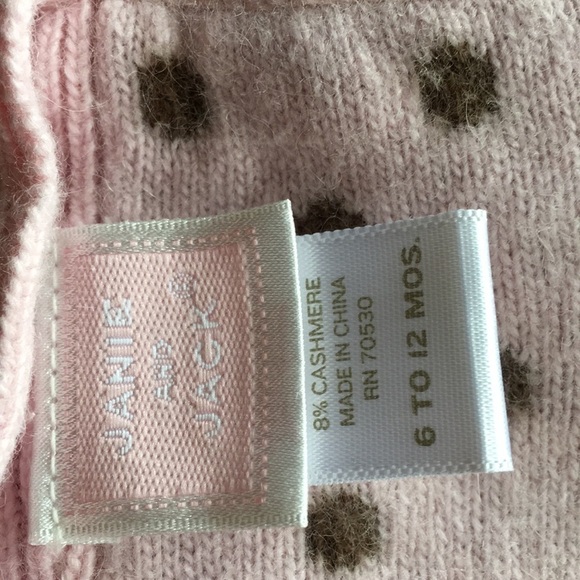 JANIE
AND
JACK®
8% CASHMERE
MADE IN CHINA
RN 70530
6 TO 12 MOS.